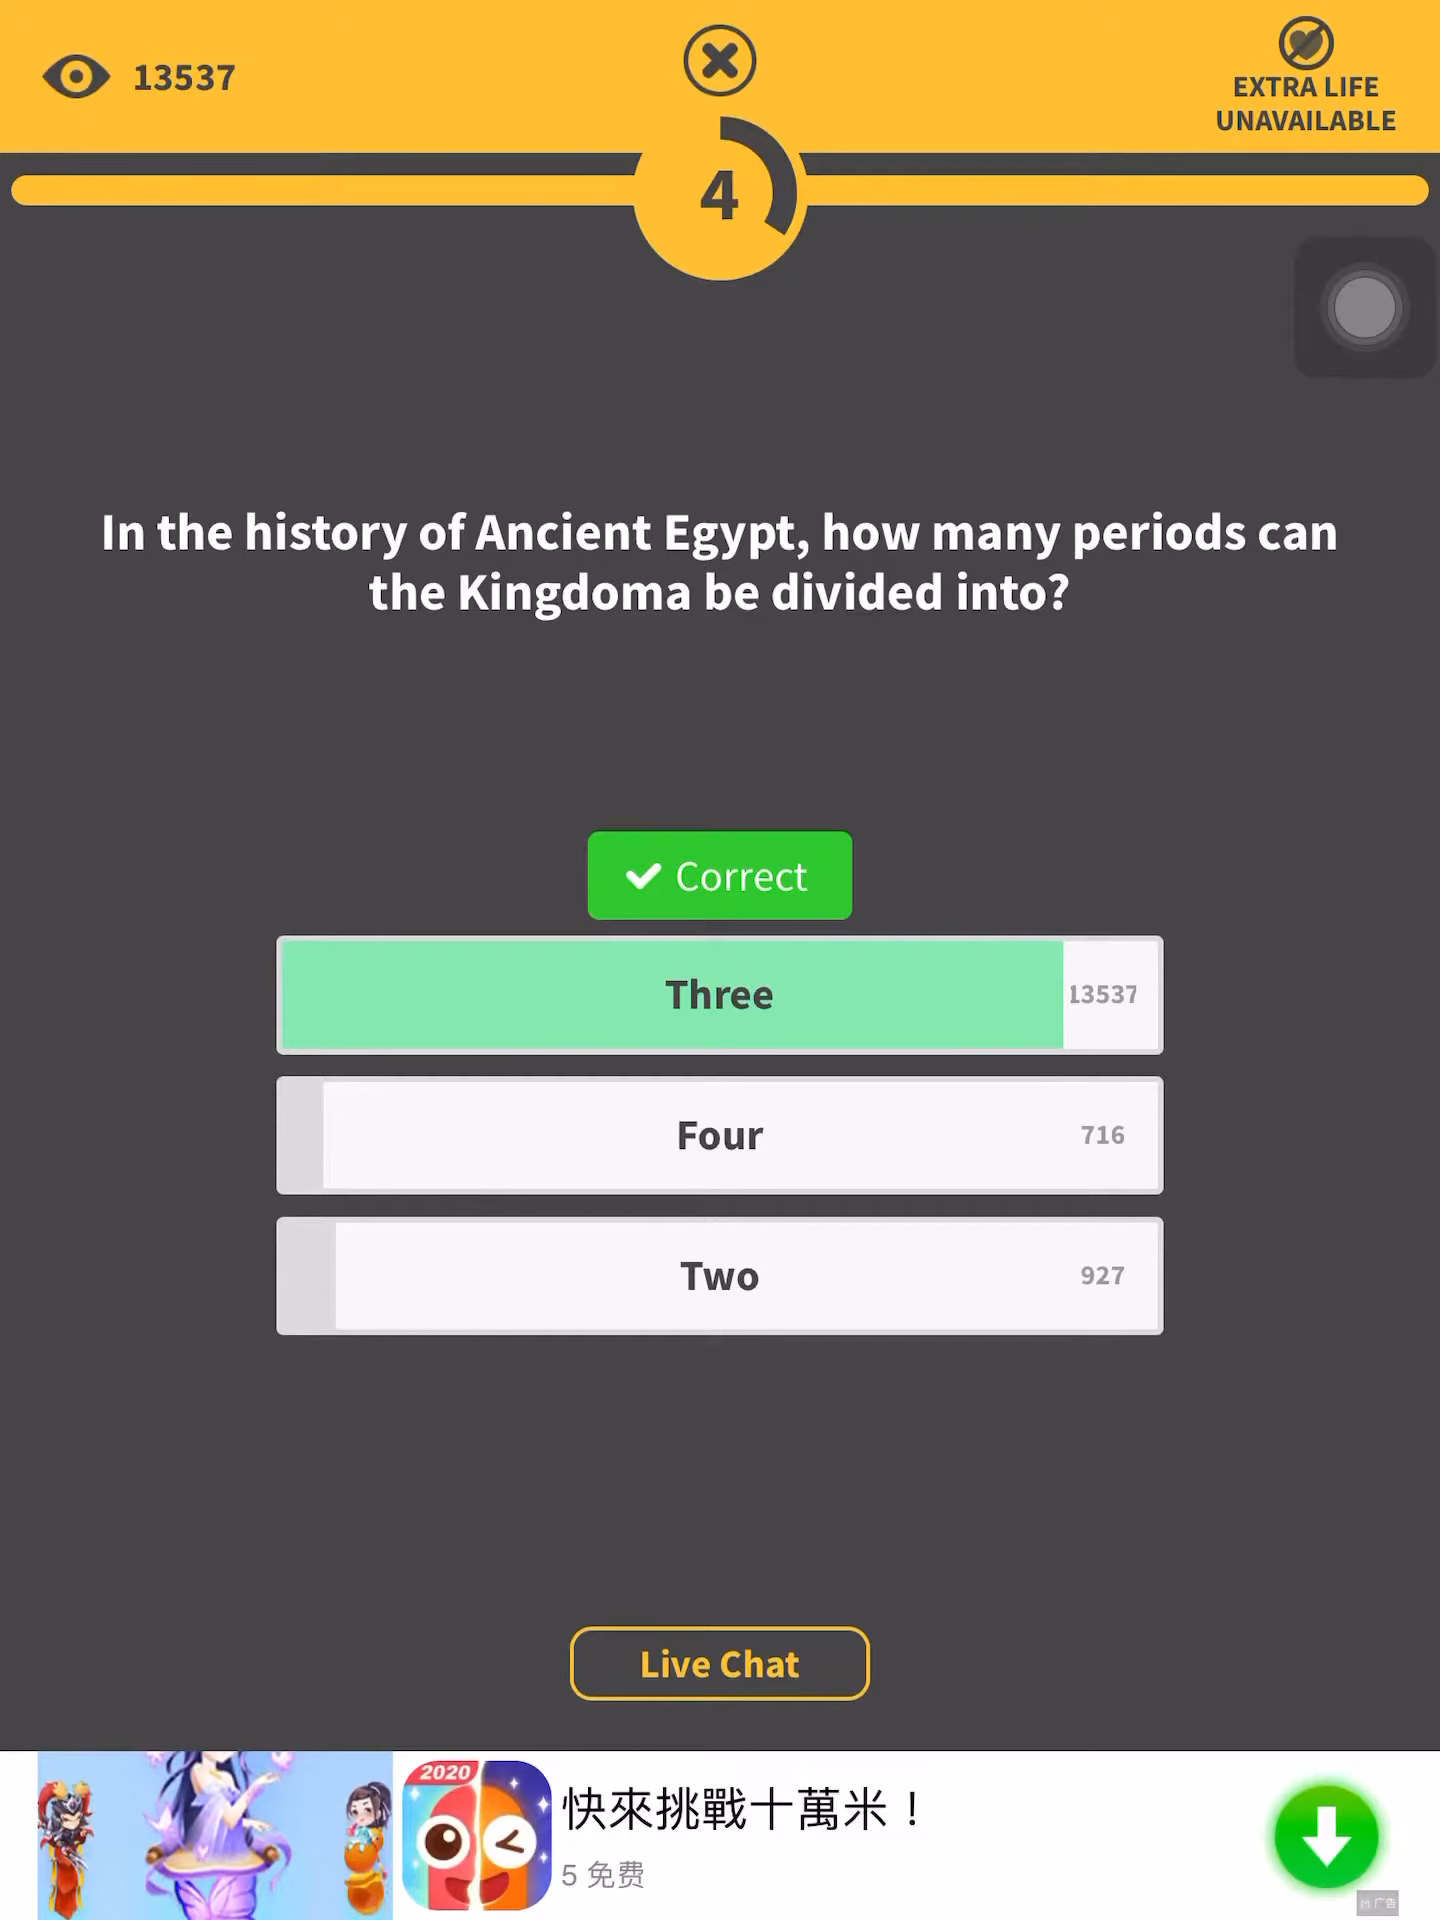 13537
EXTRA LIFE
UNAVAILABLE
4
In the history of Ancient Egypt, how many periods can
the Kingdoma be divided into?
Correct
Three
13537
Four
716
Two
927
Live Chat
2020
快來挑戰十萬米！
5 免费
广告